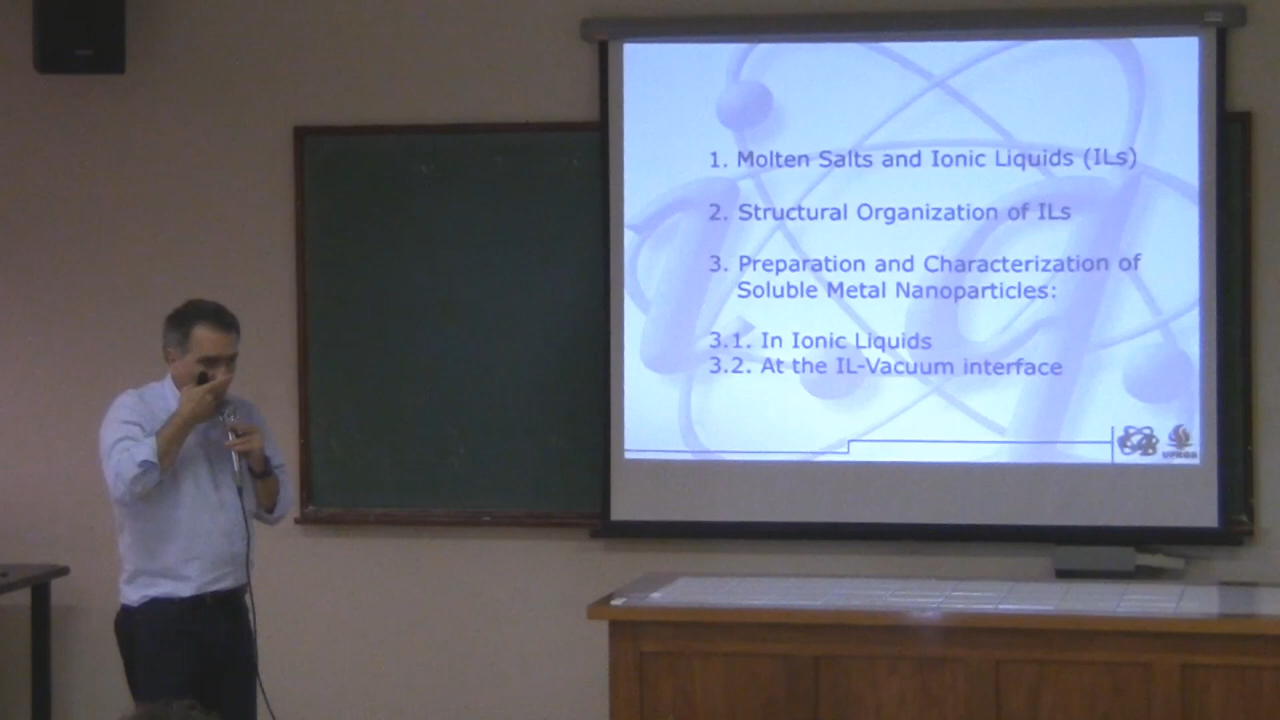 1. Molten Salts and Ionic Liquids (ILs)
2. Structural Organization of ILs
3. Preparation and Characterization of
Soluble Metal Nanoparticles:
3.1. In Ionic Liquids
3.2. At the IL-Vacuum interface
UFRGS